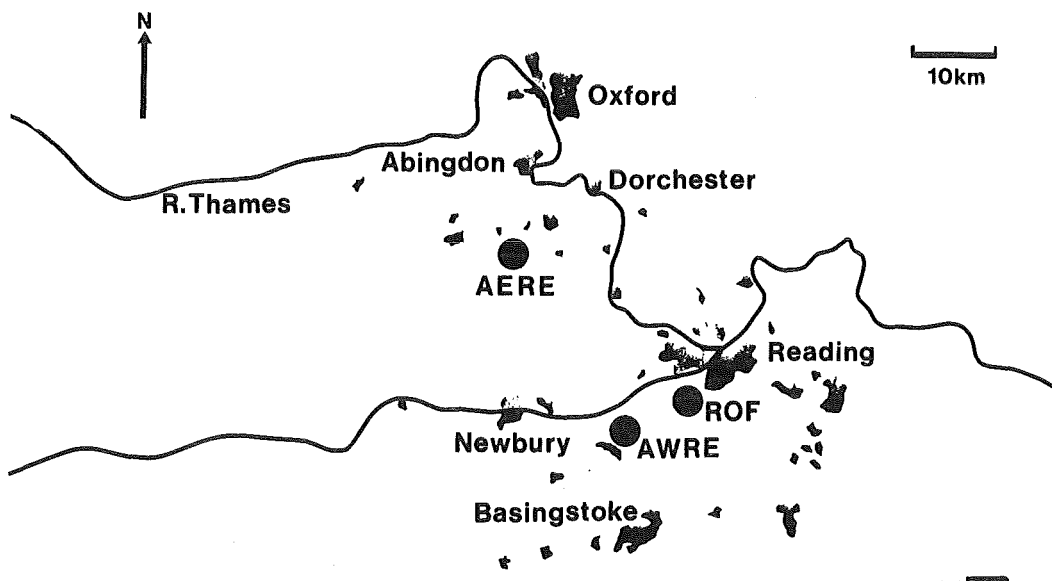 N
10km
Oxford
Abingdon
Dorchester
R.Thames
AERE
Reading
ROF
Newbury
AWRE
Basingstoke